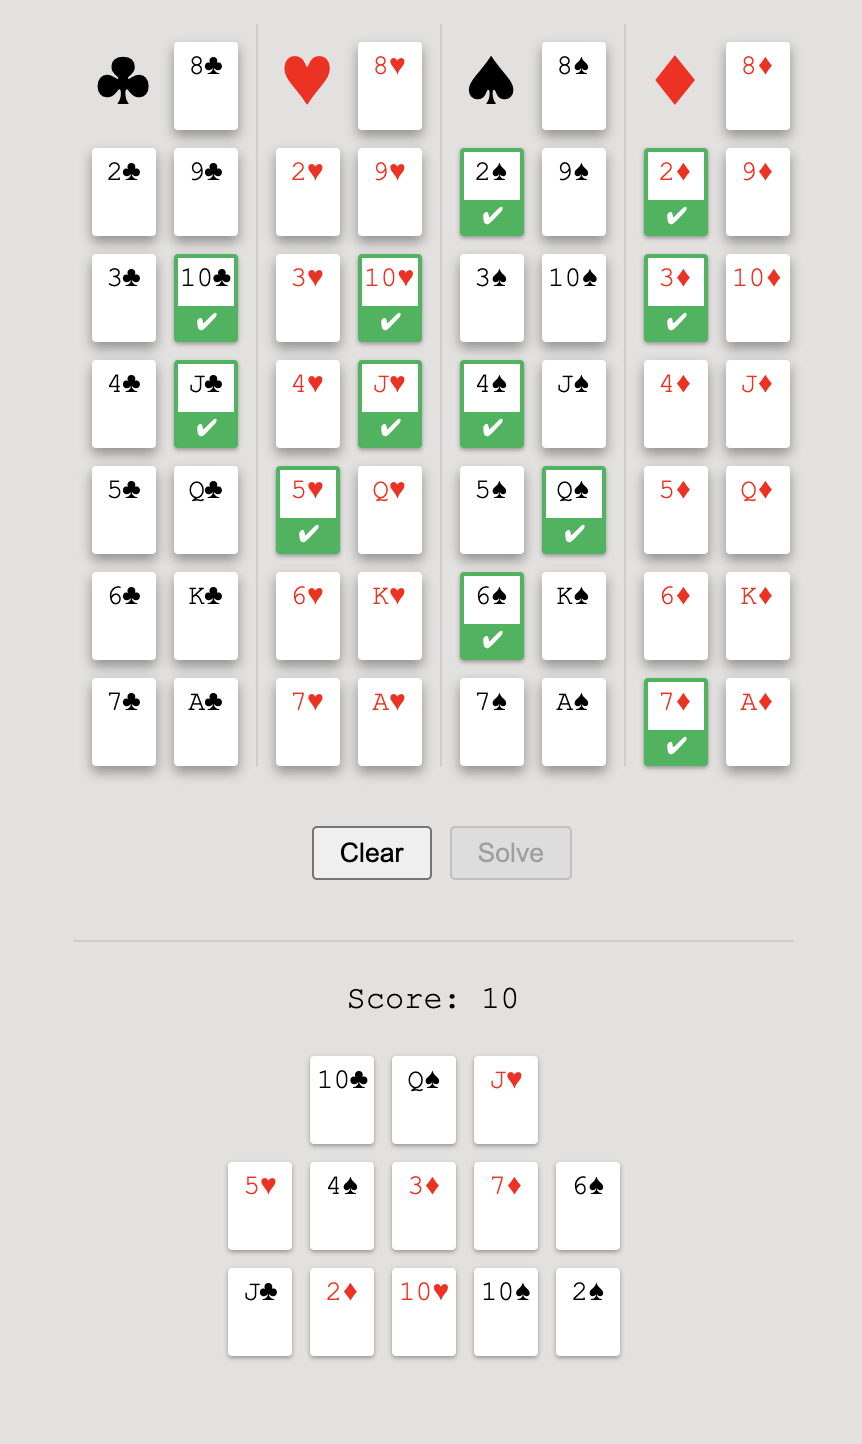 ♣ 8♣ ♥ 8♥ ♠ 8♠ ♦ 8♦
2♣ 9♣ 2♥ 9♥ 2♠ 9♠ 2♦ 9♦
✔ ✔
3♣ 10♣ 3♥ 10♥ 3♠ 10♠ 3♦ 10♦
✔ ✔ ✔
4♣ J♣ 4♥ J♥ 4♠ J♠ 4♦ J♦
✔ ✔ ✔
5♣ Q♣ 5♥ Q♥ 5♠ Q♠ 5♦ Q♦
✔ ✔
6♣ K♣ 6♥ K♥ 6♠ K♠ 6♦ K♦
✔
7♣ A♣ 7♥ A♥ 7♠ A♠ 7♦ A♦
✔
Clear Solve
Score: 10
10♣ Q♠ J♥
5♥ 4♠ 3♦ 7♦ 6♠
J♣ 2♦ 10♥ 10♠ 2♠